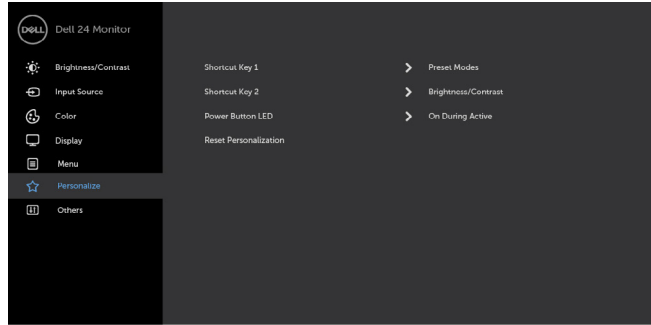 DELL Dell 24 Monitor
Brightness/Contrast
Input Source
Color
Display
Menu
Personalize
Others
Shortcut Key 1 Preset Modes
Shortcut Key 2 Brightness/Contrast
Power Button LED On During Active
Reset Personalization